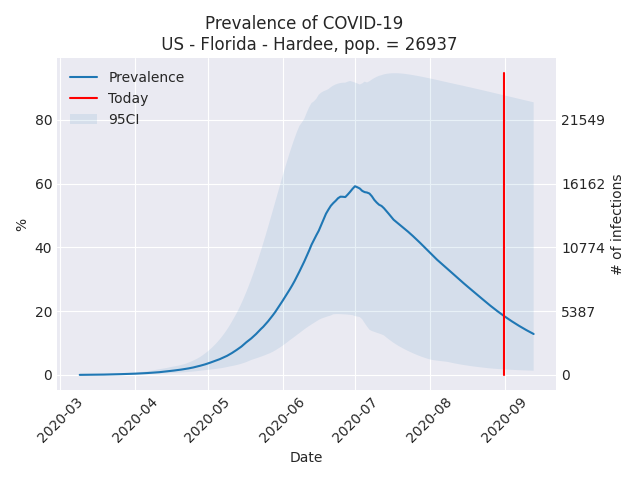 Prevalence of COVID-19
US - Florida - Hardee, pop. = 26937
Prevalence
Today
95CI
80
60
40
20
0
%
21549
16162
10774
5387
0
# of infections
2020-03
2020-04
2020-05
2020-06
2020-07
2020-08
2020-09
Date